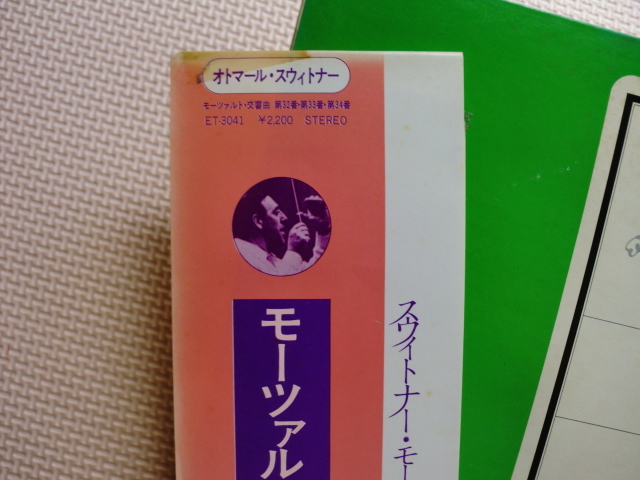 オトマール・スウィトナー
モーツァルト・交響曲 第32番・第33番・第34番
ET-3041 ¥2,200 STEREO
モーツァル
スウィトナー・モー